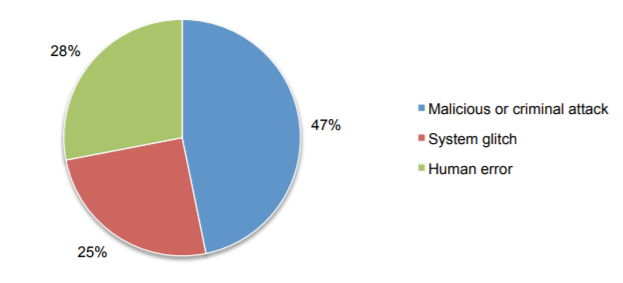 28%
47%
25%
Malicious or criminal attack
System glitch
Human error